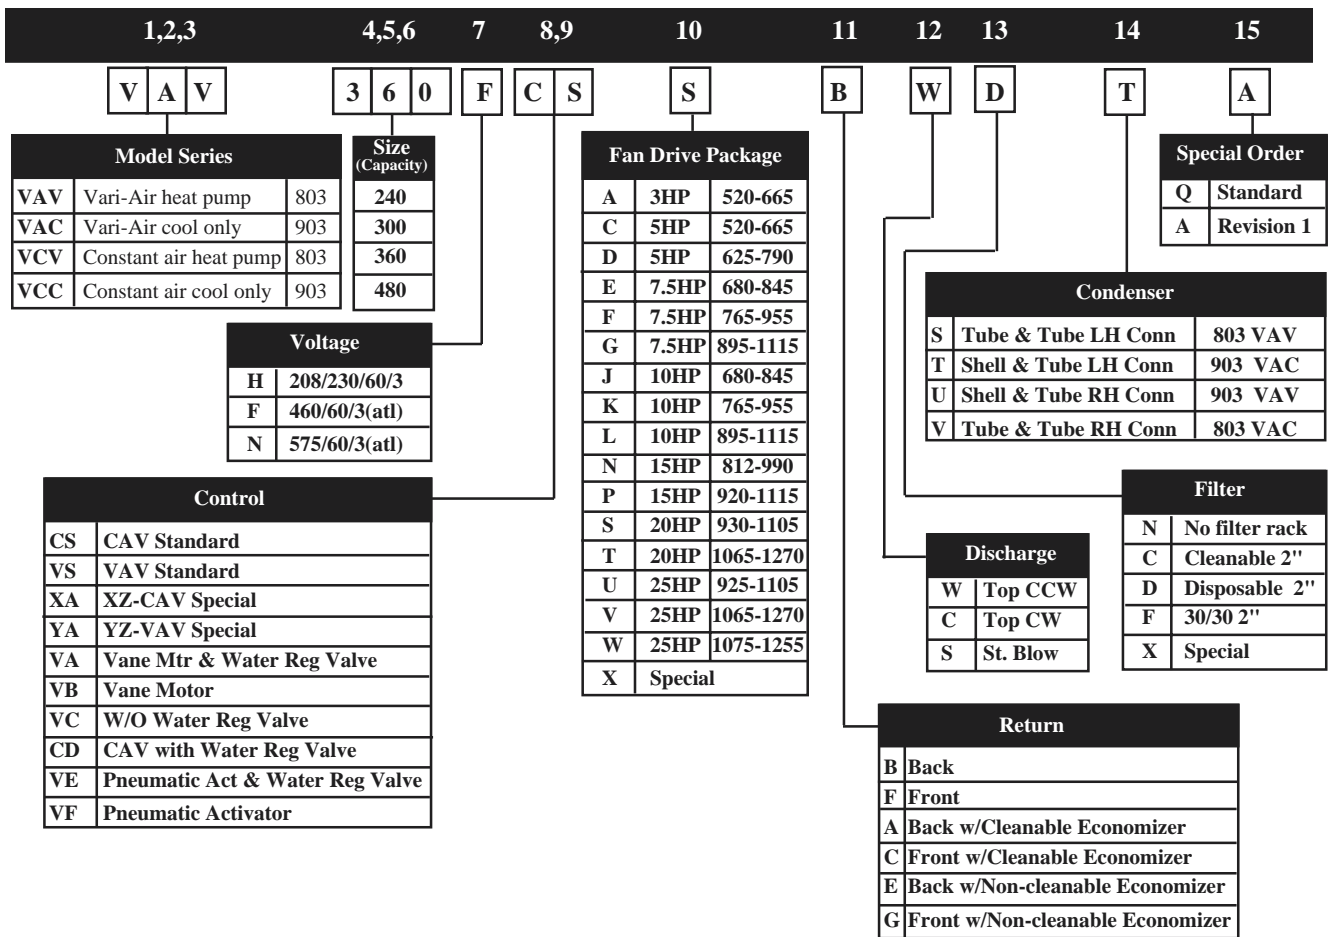 1,2,3 4,5,6 7 8,9 10 11 12 13 14 15
V A V 3 6 0 F C S S B W D T A
Model Series
VAV Vari-Air heat pump 803
VAC Vari-Air cool only 903
VCV Constant air heat pump 803
VCC Constant air cool only 903
Size
(Capacity)
240
300
360
480
Voltage
H 208/230/60/3
F 460/60/3(atl)
N 575/60/3(atl)
Control
CS CAV Standard
VS VAV Standard
XA XZ-CAV Special
YA YZ-VAV Special
VA Vane Mtr & Water Reg Valve
VB Vane Motor
VC W/O Water Reg Valve
CD CAV with Water Reg Valve
VE Pneumatic Act & Water Reg Valve
VF Pneumatic Activator
Fan Drive Package
A 3HP 520-665
C 5HP 520-665
D 5HP 625-790
E 7.5HP 680-845
F 7.5HP 765-955
G 7.5HP 895-1115
J 10HP 680-845
K 10HP 765-955
L 10HP 895-1115
N 15HP 812-990
P 15HP 920-1115
S 20HP 930-1105
T 20HP 1065-1270
U 25HP 925-1105
V 25HP 1065-1270
W 25HP 1075-1255
X Special
Special Order
Q Standard
A Revision 1
Condenser
S Tube & Tube LH Conn 803 VAV
T Shell & Tube LH Conn 903 VAC
U Shell & Tube RH Conn 903 VAV
V Tube & Tube RH Conn 803 VAC
Filter
N No filter rack
C Cleanable 2"
D Disposable 2"
F 30/30 2"
X Special
Discharge
W Top CCW
C Top CW
S St. Blow
Return
B Back
F Front
A Back w/Cleanable Economizer
C Front w/Cleanable Economizer
E Back w/Non-cleanable Economizer
G Front w/Non-cleanable Economizer